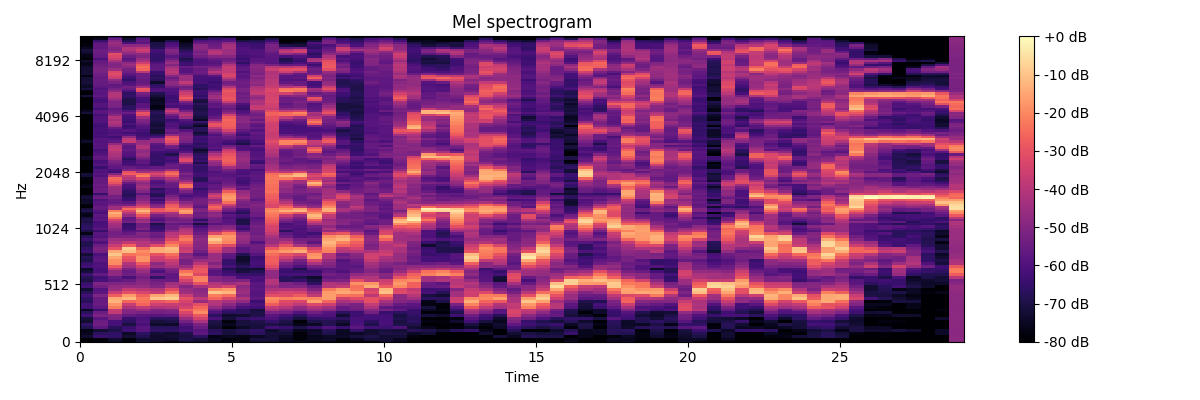 Mel spectrogram
+0 dB
8192
-10 dB
-20 dB
4096
-30 dB
2048
-40 dB
Hz
-50 dB
1024
-60 dB
512
-70 dB
0
-80 dB
0 5 10 15 20 25
Time